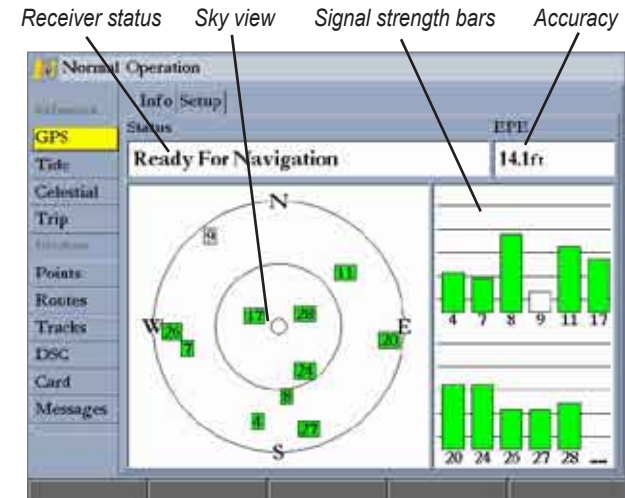 Receiver status Sky view Signal strength bars Accuracy
Normal Operation
Info Setup
Reference
Status EPE
GPS
Ready For Navigation 14.1ft
Tide
Celestial
Trip
Points
Routes
Tracks
DSC
Card
Messages
N
9
11
17 28
W 26 E
20
7
24
8
4 27
S
4 7 8 9 11 17
20 24 26 27 28 __